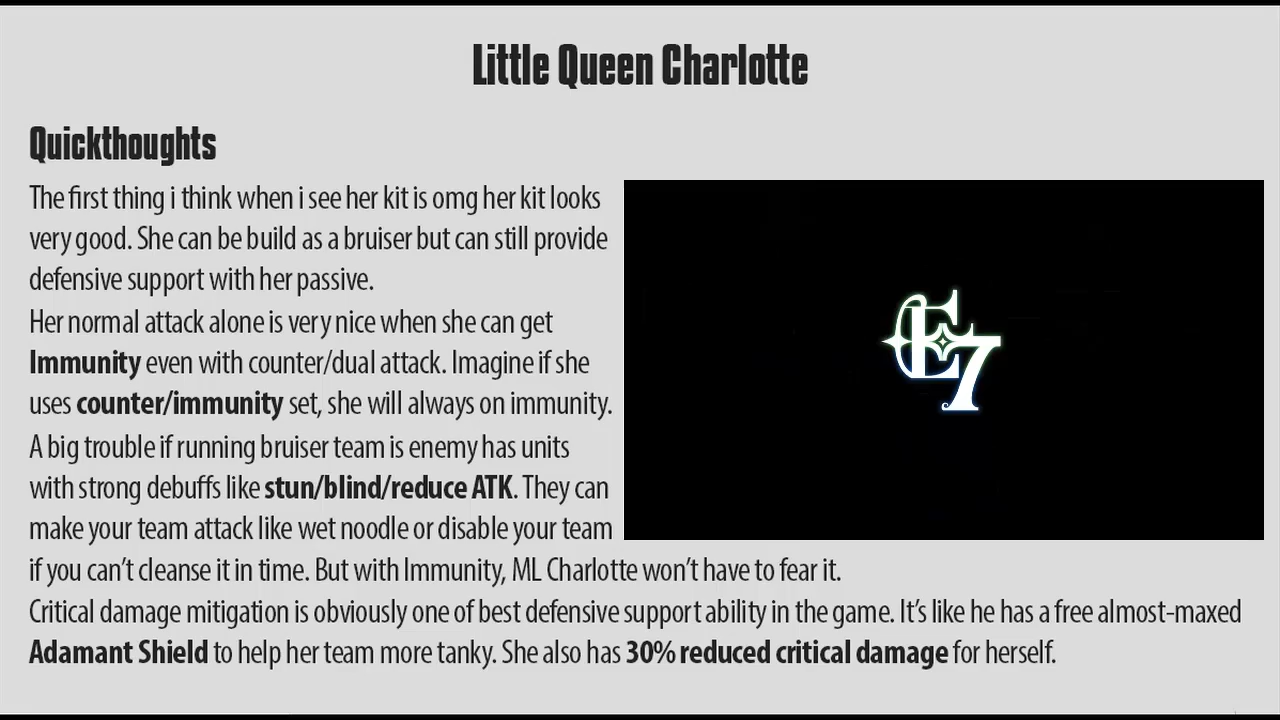 Little Queen Charlotte
Quickthoughts
The first thing i think when i see her kit is omg her kit looks
very good. She can be build as a bruiser but can still provide
defensive support with her passive.
Her normal attack alone is very nice when she can get
Immunity even with counter/dual attack. Imagine if she
uses counter/immunity set, she will always on immunity.
A big trouble if running bruiser team is enemy has units
with strong debuffs like stun/blind/reduce ATK. They can
make your team attack like wet noodle or disable your team
if you can't cleanse it in time. But with Immunity, ML Charlotte won't have to fear it.
Critical damage mitigation is obviously one of best defensive support ability in the game. It's like he has a free almost-maxed
Adamant Shield to help her team more tanky. She also has 30% reduced critical damage for herself.
E7